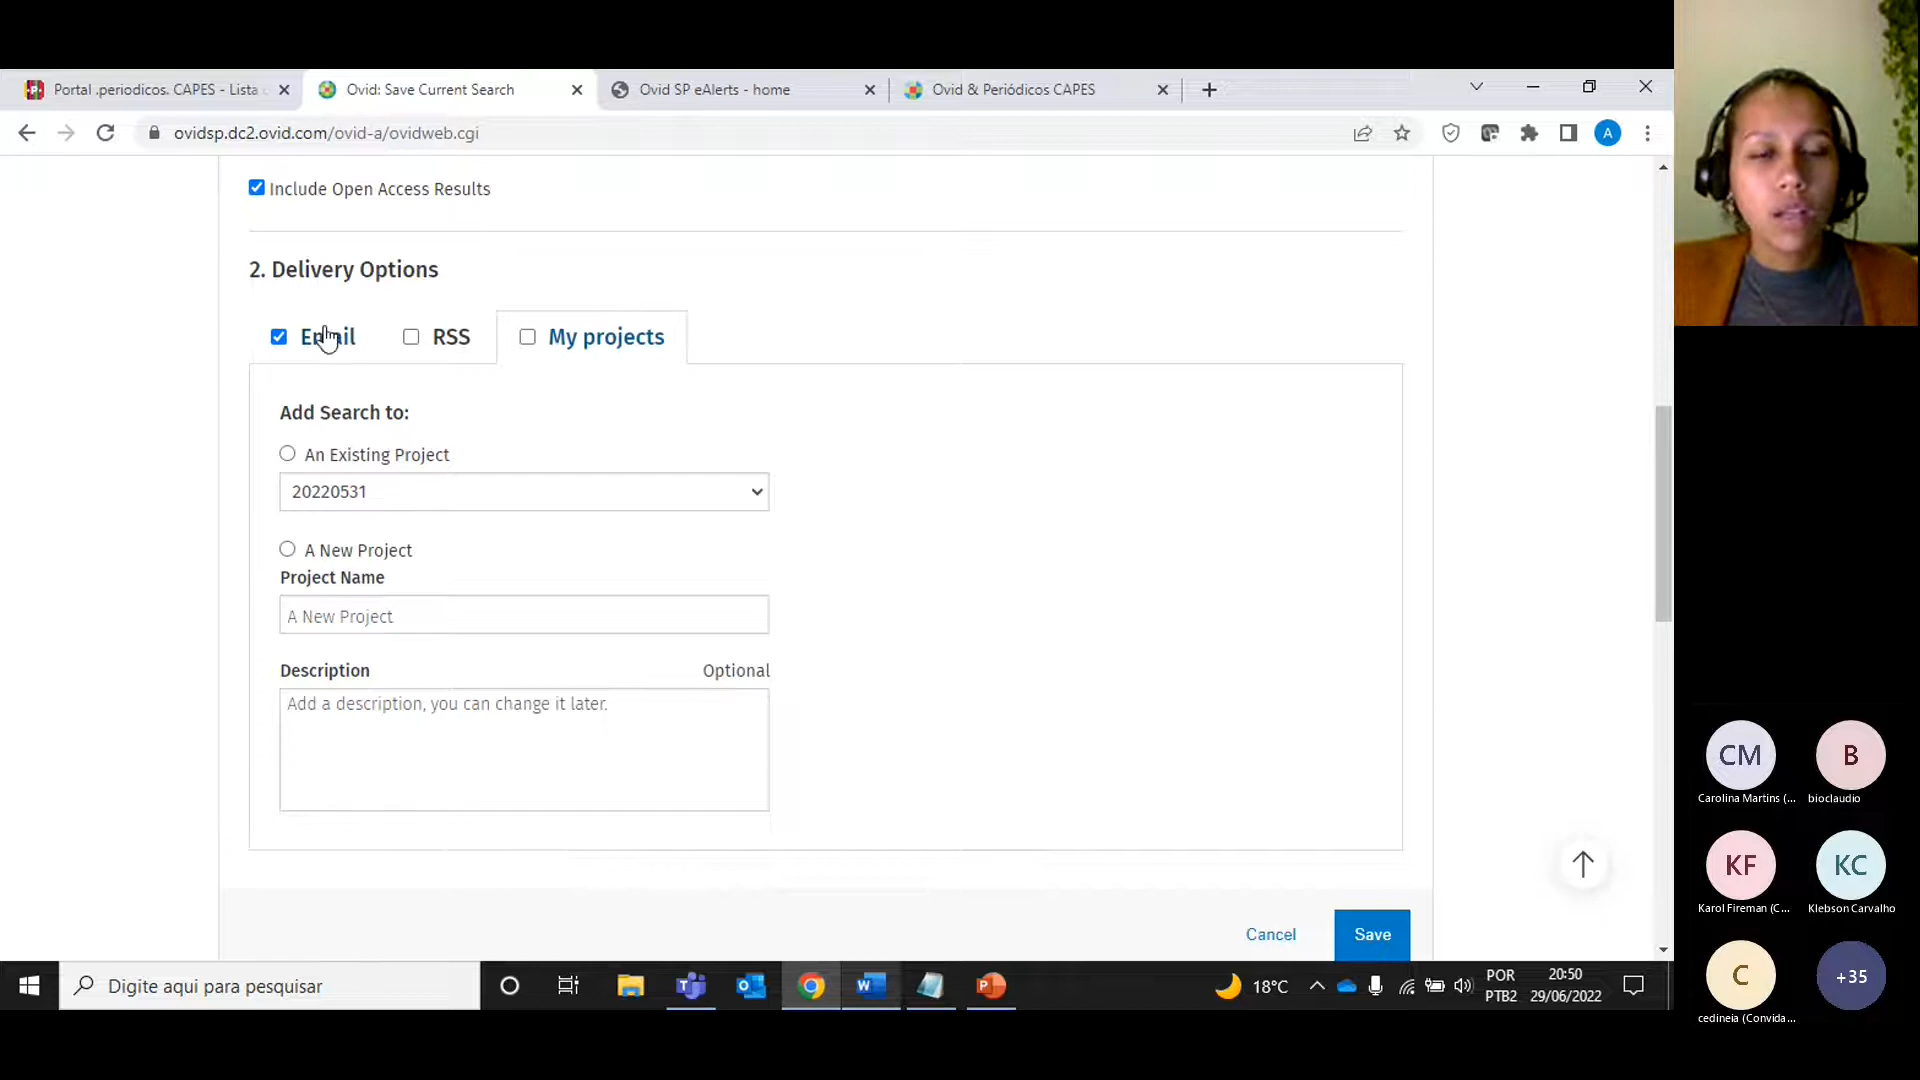 Portal .periodicos. CAPES - Lista
Ovid: Save Current Search
Ovid SP eAlerts - home
Ovid & Periódicos CAPES
ovidsp.dc2.ovid.com/ovid-a/ovidweb.cgi
A
Include Open Access Results
2. Delivery Options
Email
RSS
My projects
Add Search to:
An Existing Project
20220531
A New Project
Project Name
A New Project
Description
Optional
Add a description, you can change it later.
Cancel
Save
Digite aqui para pesquisar
18°C
POR
PTB2
20:50
29/06/2022
CM
Carolina Martins (...
B
bioclaudio
KF
Karol Fireman (C...
KC
Klebson Carvalho
C
cedineia (Convida...
+35